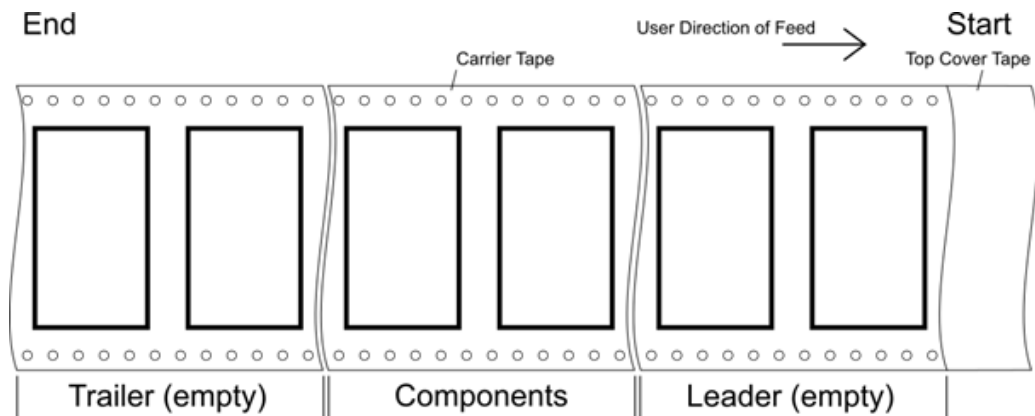 End
User Direction of Feed
Start
Carrier Tape
Top Cover Tape
Trailer (empty)
Components
Leader (empty)